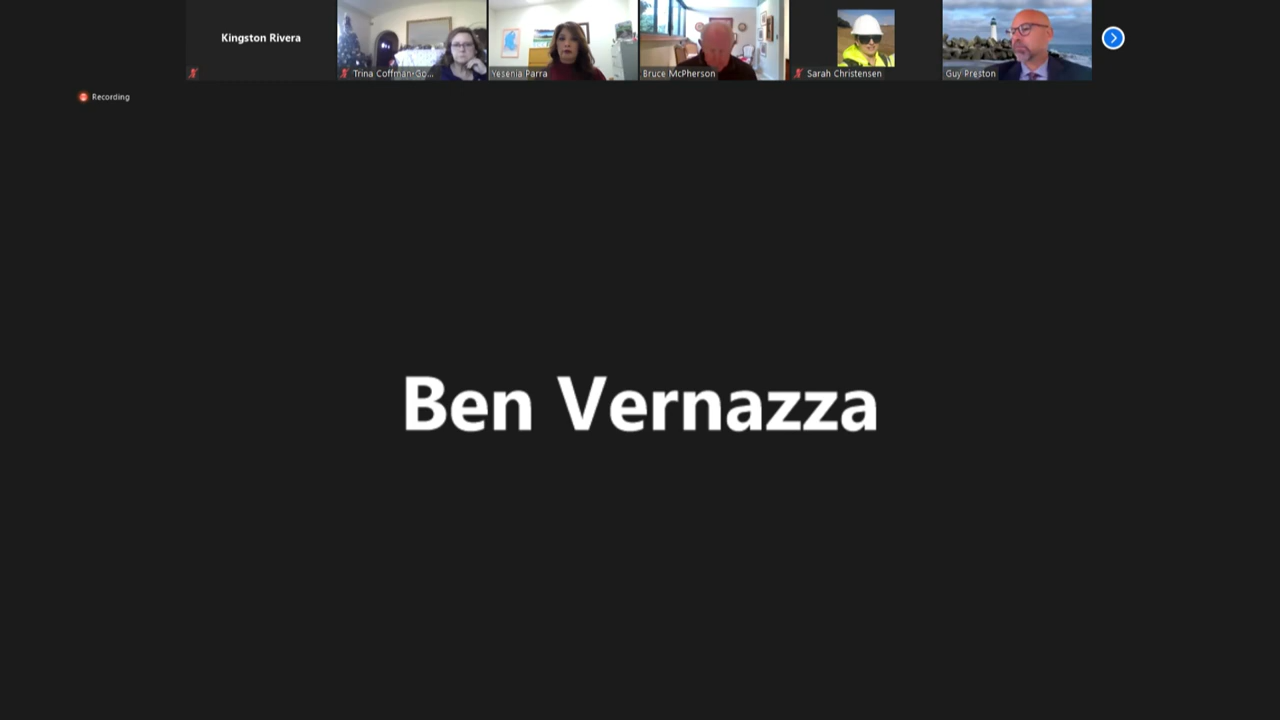 Kingston Rivera
Trina Coffman-Go...
Yesenia Parra
Bruce McPherson
Sarah Christensen
Guy Preston
Recording
Ben Vernazza